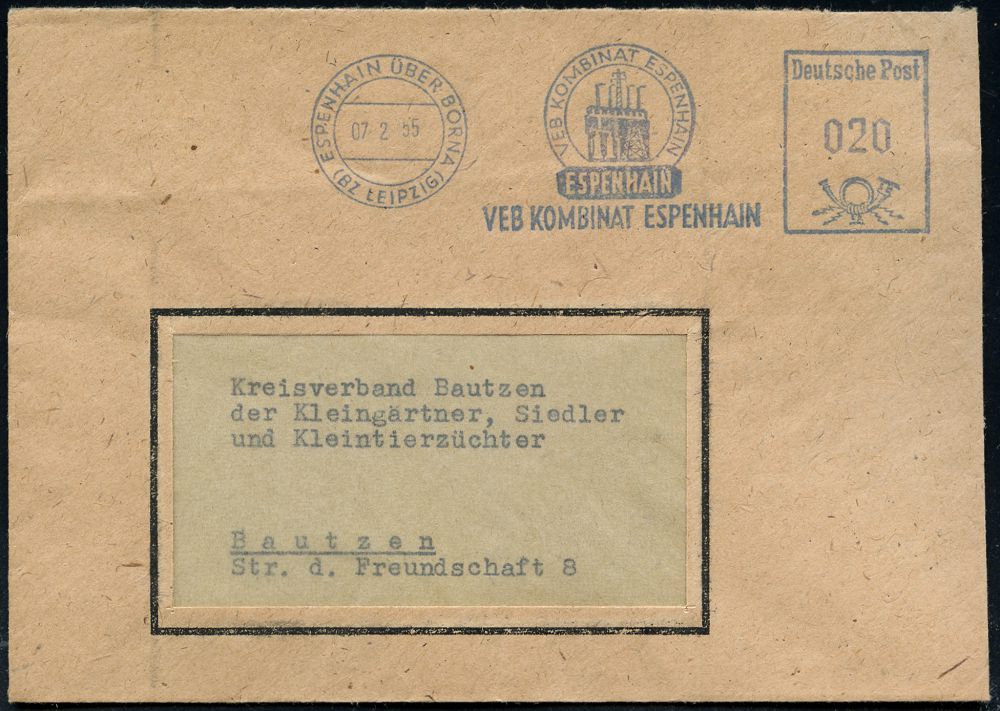 ESPENHAIN ÜBER BORNA
(BZ LEIPZIG)
07 2 55
VEB KOMBINAT ESPENHAIN
ESPENHAIN
VEB KOMBINAT ESPENHAIN
Deutsche Post
020
Kreisverband Bautzen
der Kleingärtner, Siedler
und Kleintierzüchter
B a u t z e n
Str. d. Freundschaft 8